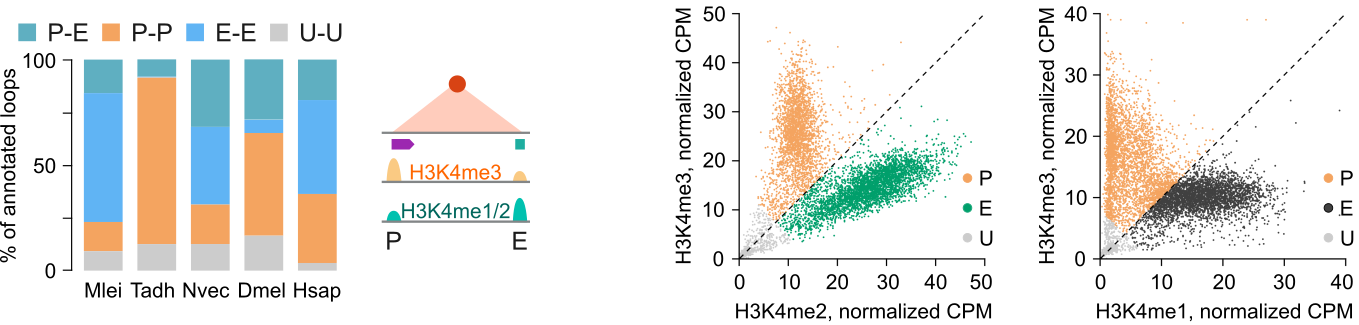 P-E P-P E-E U-U
% of annotated loops
100
50
0
Mlei Tadh Nvec Dmel Hsap
H3K4me3
H3K4me1/2
P E
H3K4me3, normalized CPM
50
40
30
20
10
0
0 10 20 30 40 50
H3K4me2, normalized CPM
P
E
U
H3K4me3, normalized CPM
40
30
20
10
0
0 10 20 30 40
H3K4me1, normalized CPM
P
E
U